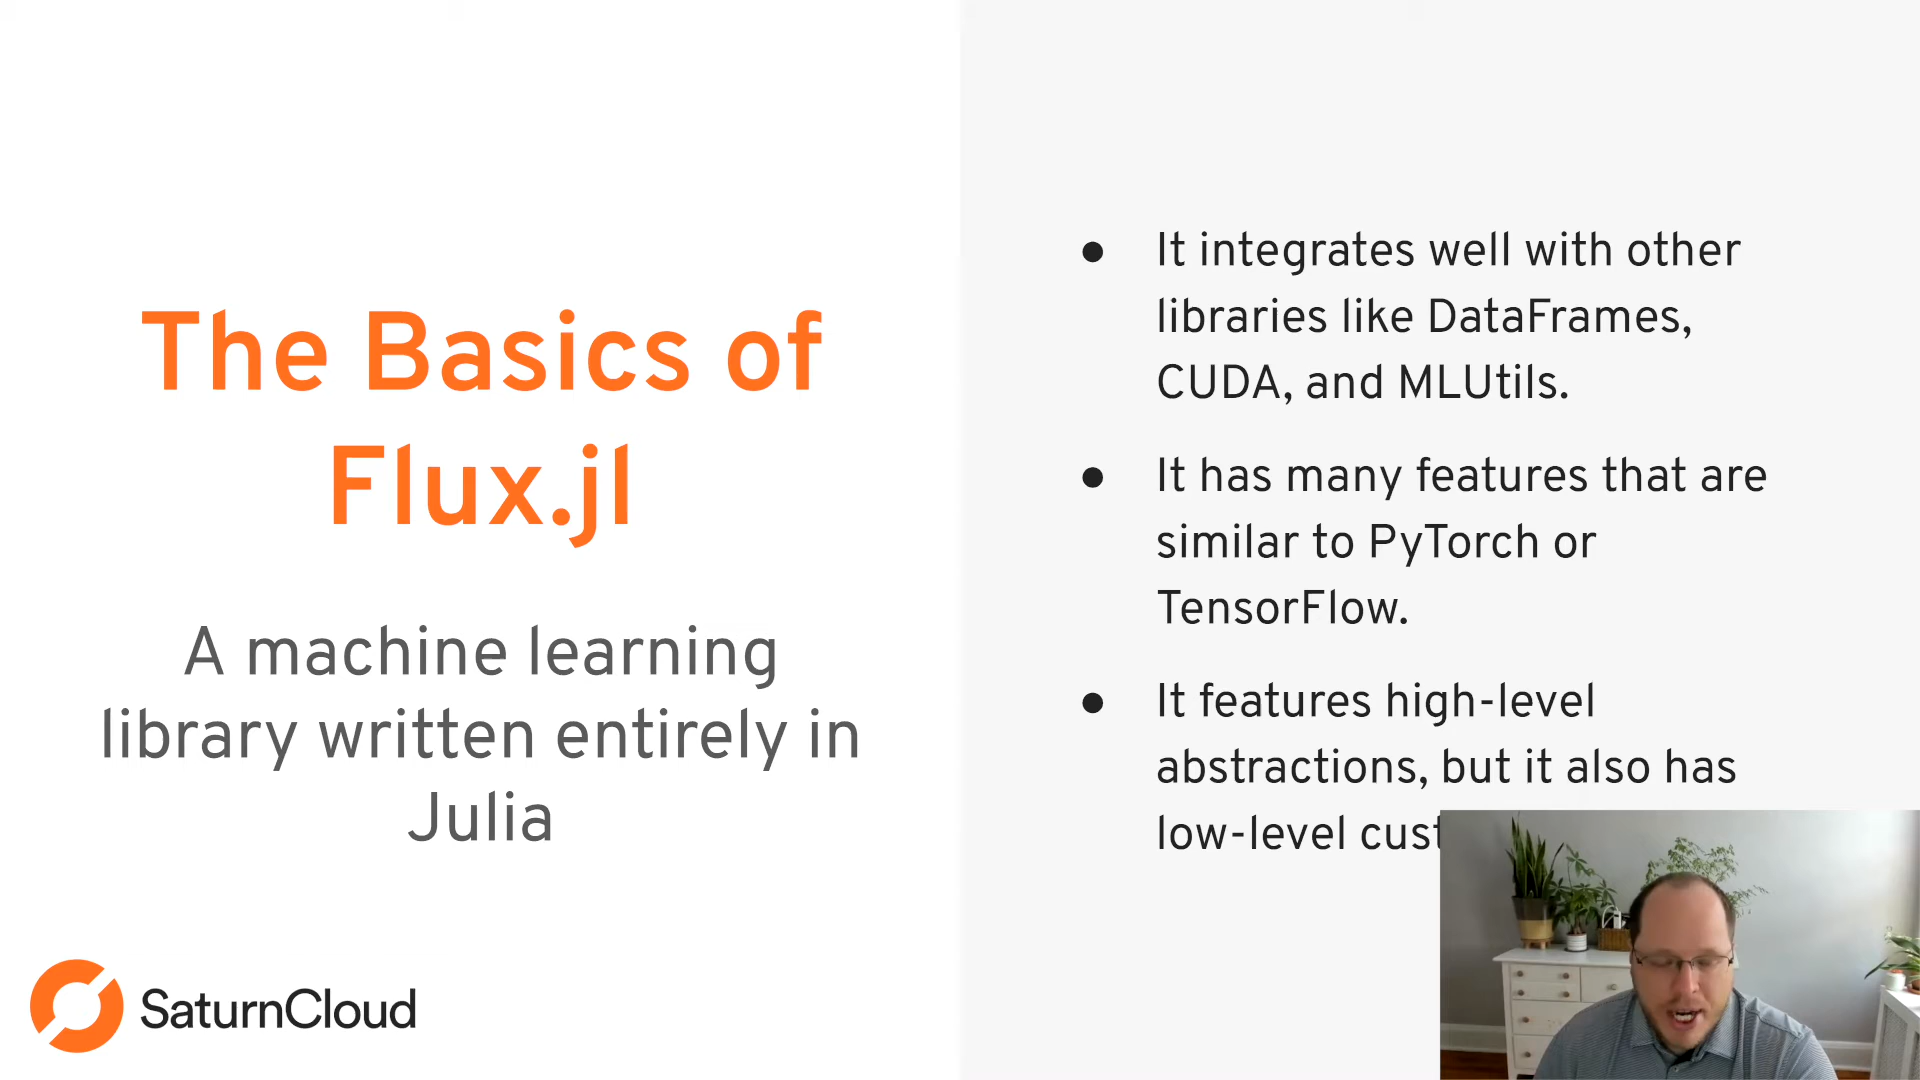 The Basics of
Flux.jl
A machine learning
library written entirely in
Julia
● It integrates well with other
libraries like DataFrames,
CUDA, and MLUtils.
● It has many features that are
similar to PyTorch or
TensorFlow.
● It features high-level
abstractions, but it also has
low-level
SaturnCloud